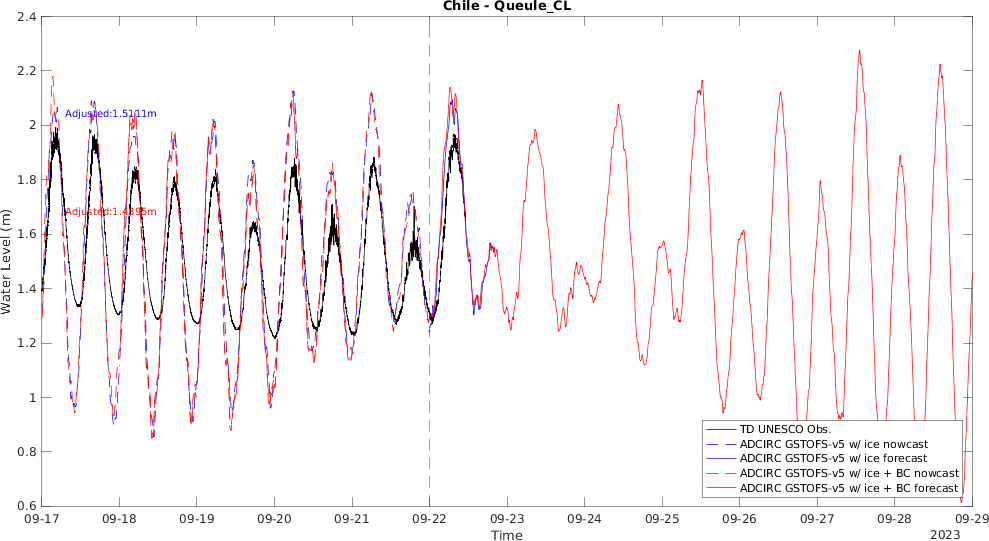 Chile - Queule_CL
2.4
2.2
2
1.8
1.6
1.4
1.2
1
0.8
0.6
Water Level (m)
Adjusted:1.5111m
Adjusted:1.4395m
TD UNESCO Obs.
ADCIRC GSTOFS-v5 w/ ice nowcast
ADCIRC GSTOFS-v5 w/ ice forecast
ADCIRC GSTOFS-v5 w/ ice + BC nowcast
ADCIRC GSTOFS-v5 w/ ice + BC forecast
09-17 09-18 09-19 09-20 09-21 09-22 09-23 09-24 09-25 09-26 09-27 09-28 09-29
Time
2023